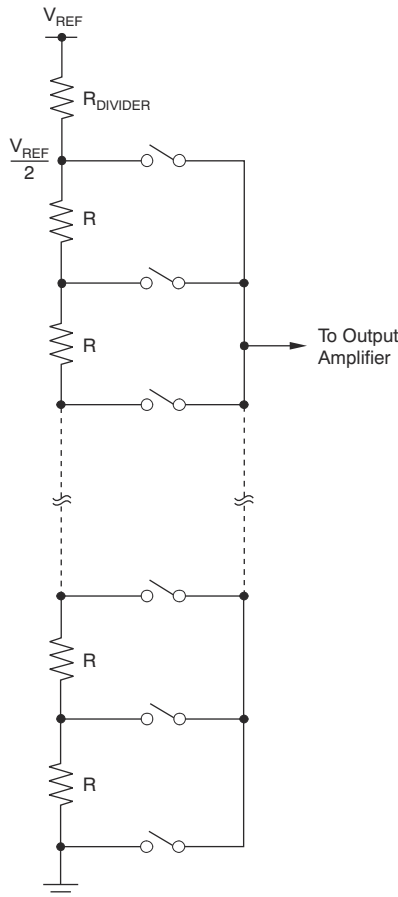 VREF
RDIVIDER
VREF
2
R
R
To Output
Amplifier
R
R